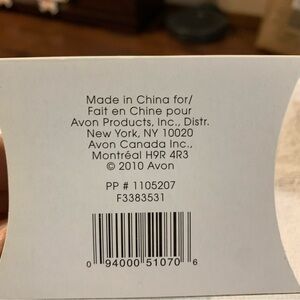 Made in China for/
Fait en Chine pour
Avon Products, Inc., Distr.
New York, NY 10020
Avon Canada Inc.,
Montréal H9R 4R3
© 2010 Avon
PP # 1105207
F3383531
0 94000 51070 6